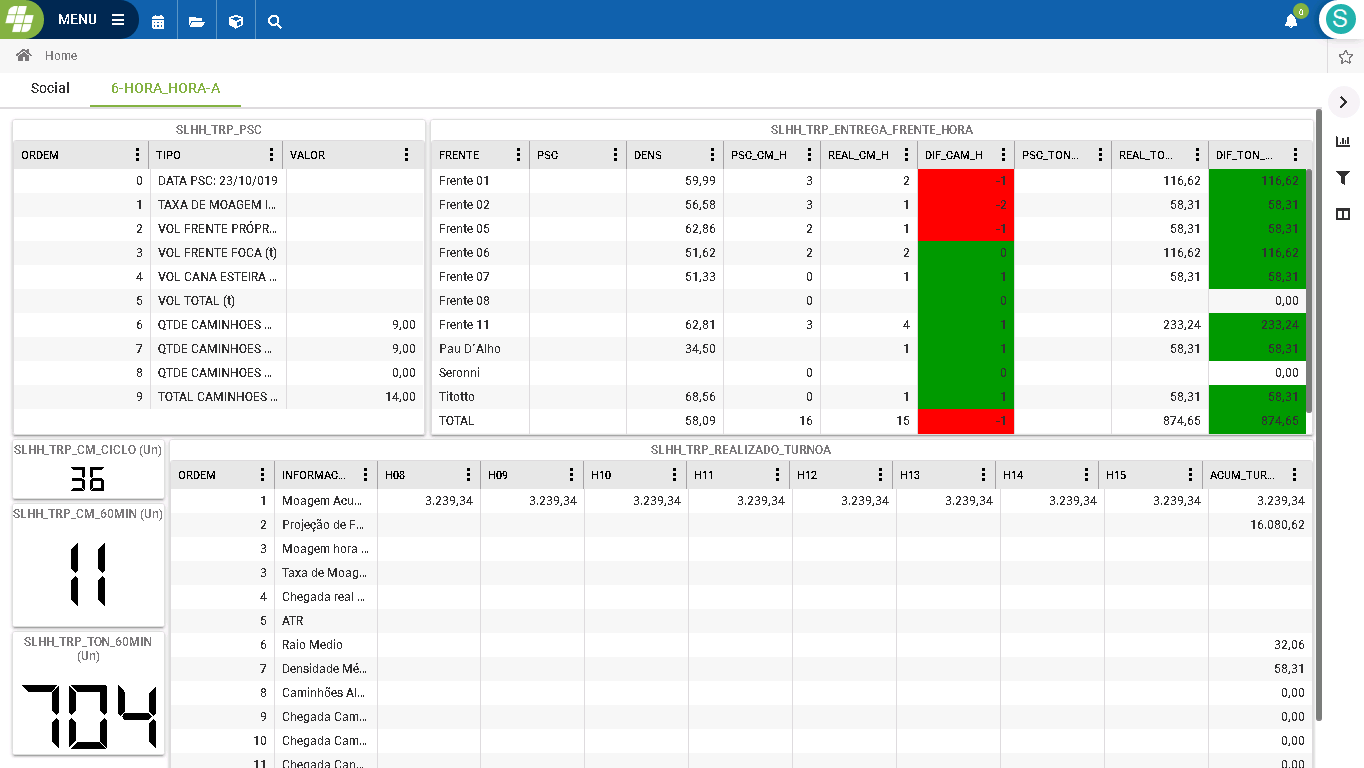 MENU
0
S
Home
Social 6-HORA_HORA-A
SLHH_TRP_PSC
ORDEM TIPO VALOR
0 DATA PSC: 23/10/019
1 TAXA DE MOAGEM I...
2 VOL FRENTE PRÓPR...
3 VOL FRENTE FOCA (t)
4 VOL CANA ESTEIRA ...
5 VOL TOTAL (t)
6 QTDE CAMINHOES ... 9,00
7 QTDE CAMINHOES ... 9,00
8 QTDE CAMINHOES ... 0,00
9 TOTAL CAMINHOES ... 14,00
SLHH_TRP_ENTREGA_FRENTE_HORA
FRENTE PSC DENS PSC_CM_H REAL_CM_H DIF_CAM_H PSC_TON... REAL_TO... DIF_TON_...
Frente 01 59,99 3 2 -1 116,62 116,62
Frente 02 56,58 3 1 -2 58,31 58,31
Frente 05 62,86 2 1 -1 58,31 58,31
Frente 06 51,62 2 2 0 116,62 116,62
Frente 07 51,33 0 1 1 58,31 58,31
Frente 08 0 0 0,00
Frente 11 62,81 3 4 1 233,24 233,24
Pau D´Alho 34,50 1 1 58,31 58,31
Seronni 0 0 0,00
Titotto 68,56 0 1 1 58,31 58,31
TOTAL 58,09 16 15 -1 874,65 874,65
SLHH_TRP_CM_CICLO (Un)
36
SLHH_TRP_CM_60MIN (Un)
11
SLHH_TRP_TON_60MIN
(Un)
704
SLHH_TRP_REALIZADO_TURNOA
ORDEM INFORMAC... H08 H09 H10 H11 H12 H13 H14 H15 ACUM_TUR...
1 Moagem Acu... 3.239,34 3.239,34 3.239,34 3.239,34 3.239,34 3.239,34 3.239,34 3.239,34 3.239,34
2 Projeção de F... 16.080,62
3 Moagem hora ...
3 Taxa de Moag...
4 Chegada real ...
5 ATR
6 Raio Medio 32,06
7 Densidade Mé... 58,31
8 Caminhões Al... 0,00
9 Chegada Cam... 0,00
10 Chegada Cam... 0,00
11 Chegada Can... 0,00